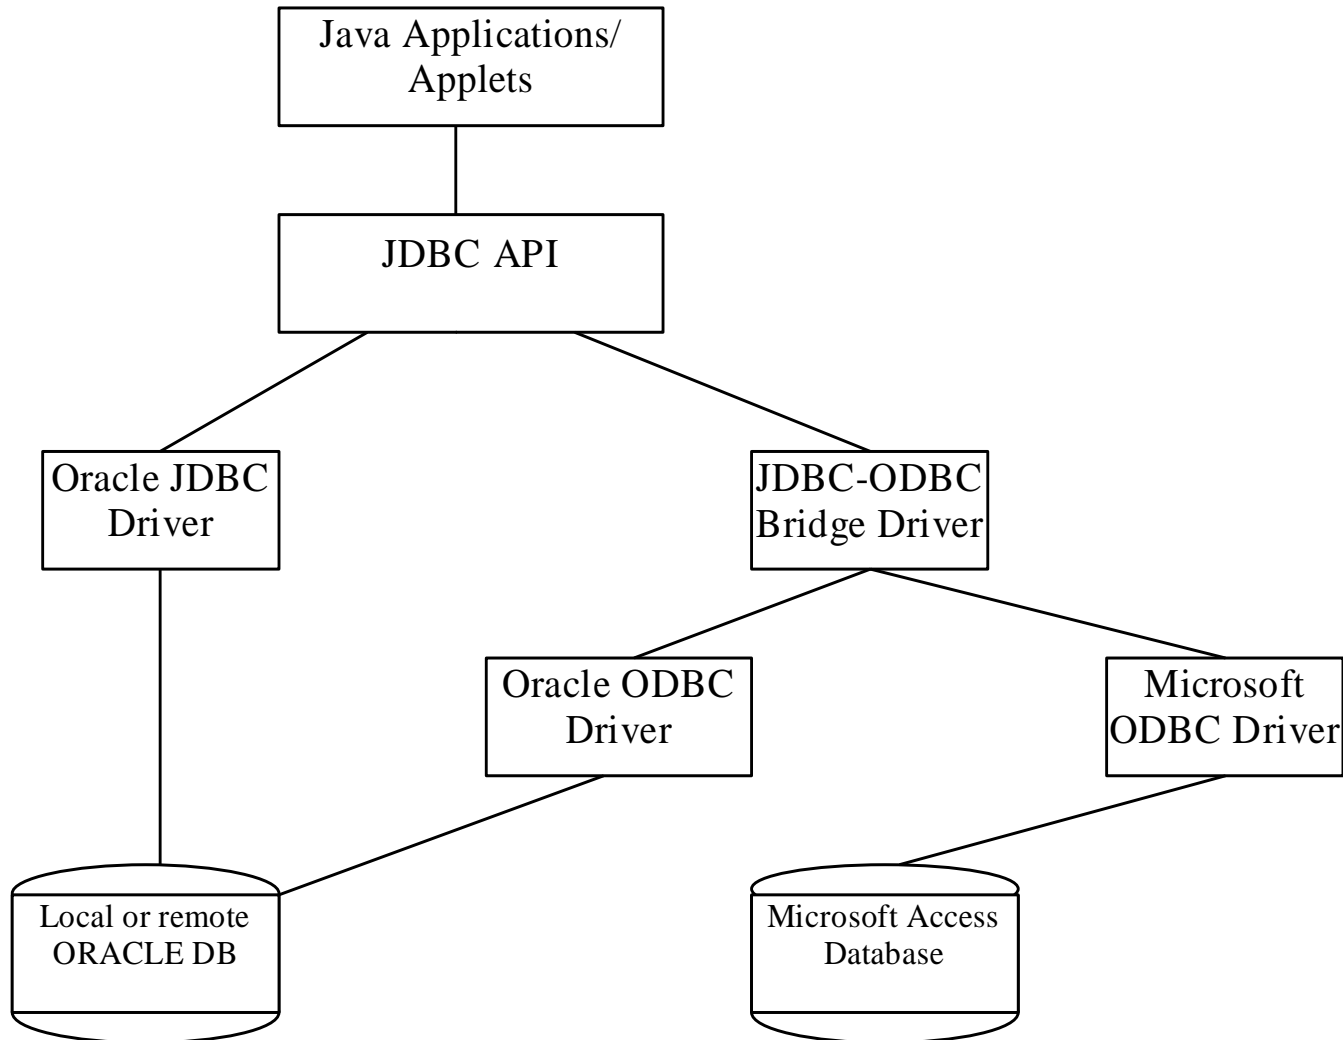 Java Applications/
Applets
JDBC API
Oracle JDBC
Driver
JDBC-ODBC
Bridge Driver
Oracle ODBC
Driver
Microsoft
ODBC Driver
Local or remote
ORACLE DB
Microsoft Access
Database